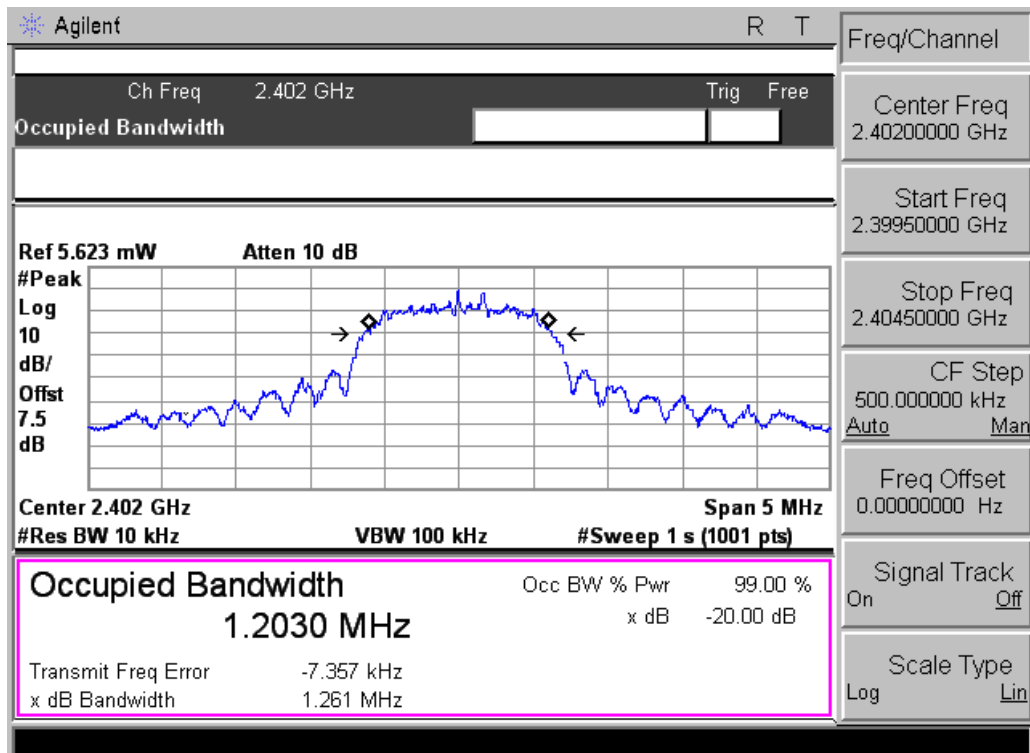 Agilent R T
Freq/Channel
Ch Freq 2.402 GHz Trig Free
Occupied Bandwidth
Center Freq
2.40200000 GHz
Start Freq
2.39950000 GHz
Stop Freq
2.40450000 GHz
CF Step
500.000000 kHz
Auto Man
Freq Offset
0.00000000 Hz
Signal Track
On Off
Scale Type
Log Lin
Ref 5.623 mW Atten 10 dB
#Peak
Log
10
dB/
Offst
7.5
dB
Center 2.402 GHz Span 5 MHz
#Res BW 10 kHz VBW 100 kHz #Sweep 1 s (1001 pts)
Occupied Bandwidth Occ BW % Pwr 99.00 %
1.2030 MHz x dB -20.00 dB
Transmit Freq Error -7.357 kHz
x dB Bandwidth 1.261 MHz